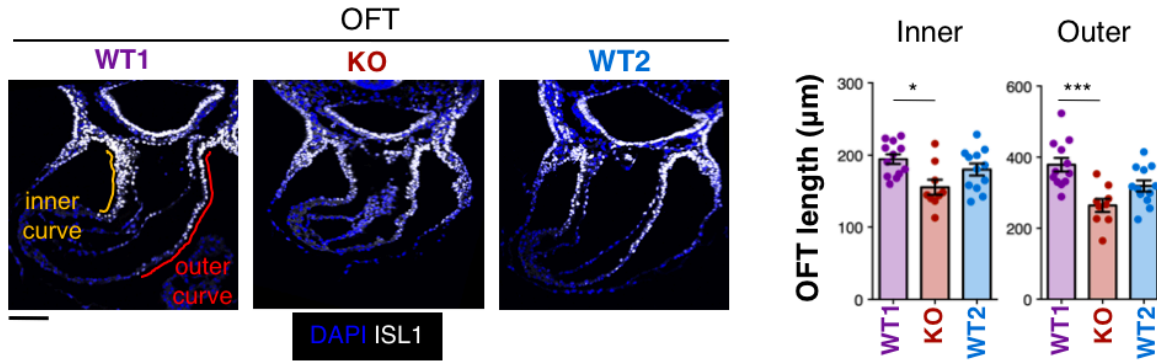 OFT
WT1 KO WT2
inner
curve
outer
curve
DAPI ISL1
Inner Outer
OFT length (µm)
300
200
100
0
*
WT1
KO
WT2
600
400
200
0
***
WT1
KO
WT2